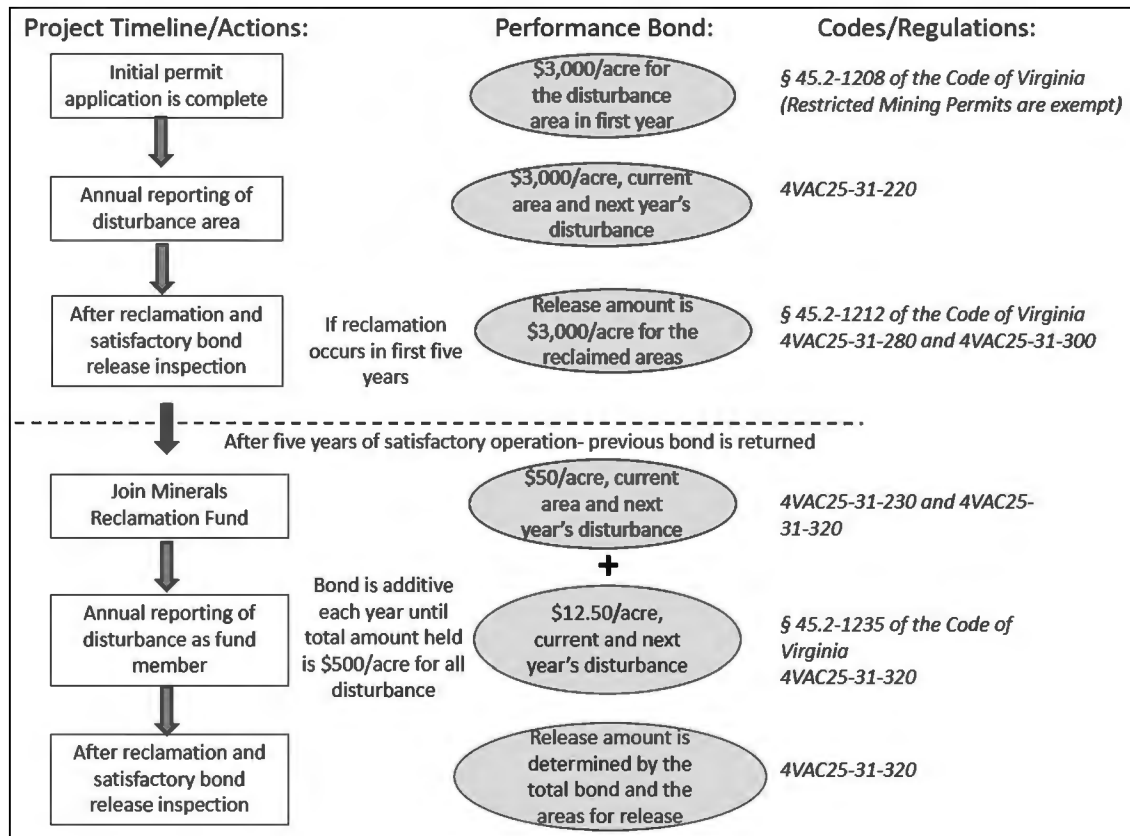 Project Timeline/Actions:
Performance Bond:
Codes/Regulations:
Initial permit
application is complete
$3,000/acre for
the disturbance
area in first year
§ 45.2-1208 of the Code of Virginia
(Restricted Mining Permits are exempt)
Annual reporting of
disturbance area
$3,000/acre, current
area and next year's
disturbance
4VAC25-31-220
After reclamation and
satisfactory bond
release inspection
If reclamation
occurs in first five
years
Release amount is
$3,000/acre for the
reclaimed areas
§ 45.2-1212 of the Code of Virginia
4VAC25-31-280 and 4VAC25-31-300
After five years of satisfactory operation- previous bond is returned
Join Minerals
Reclamation Fund
$50/acre, current
area and next
year's disturbance
4VAC25-31-230 and 4VAC25-
31-320
+
Annual reporting of
disturbance as fund
member
Bond is additive
each year until
total amount held
is $500/acre for all
disturbance
$12.50/acre,
current and next
year's disturbance
§ 45.2-1235 of the Code of
Virginia
4VAC25-31-320
After reclamation and
satisfactory bond
release inspection
Release amount is
determined by the
total bond and the
areas for release
4VAC25-31-320